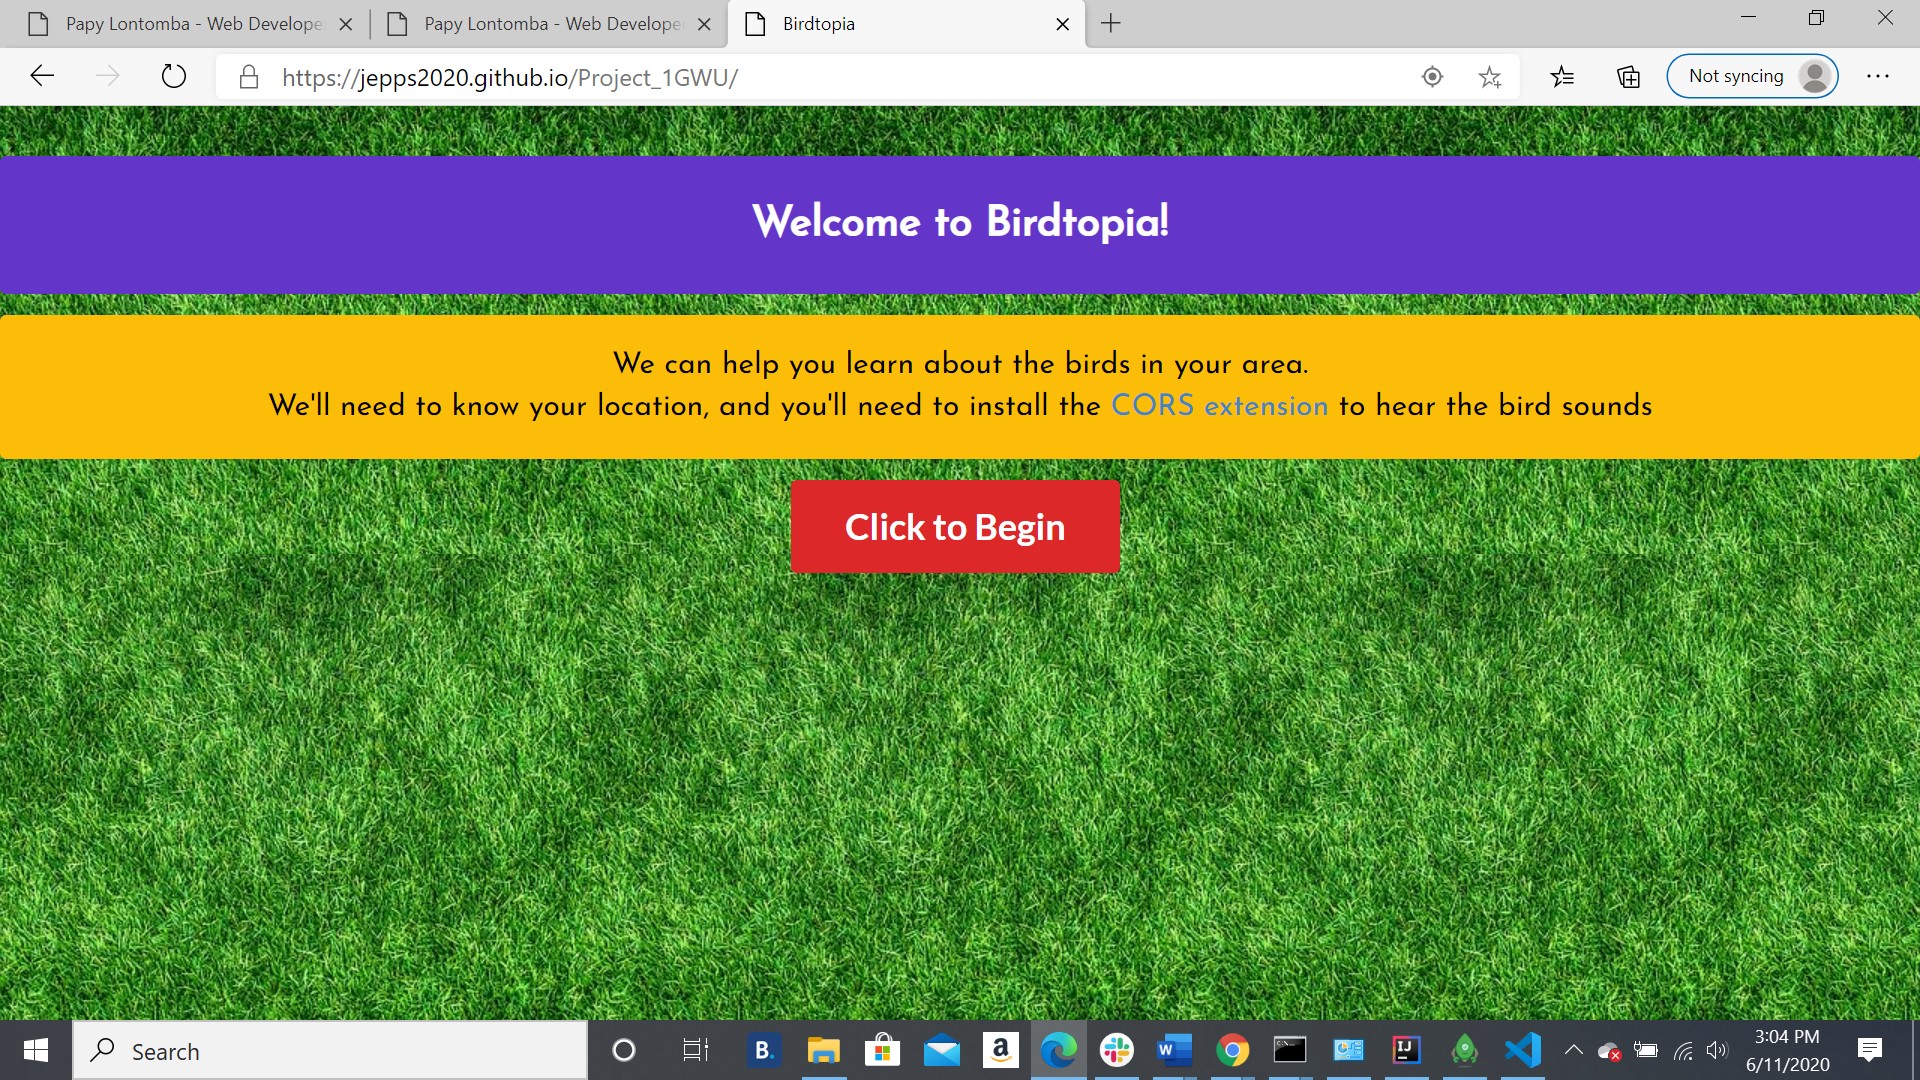 Papy Lontomba - Web Develope
Papy Lontomba - Web Develope
Birdtopia
https://jepps2020.github.io/Project_1GWU/
Not syncing
Welcome to Birdtopia!
We can help you learn about the birds in your area.
We'll need to know your location, and you'll need to install the CORS extension to hear the bird sounds
Click to Begin
Search
B.
a
W
IJ
3:04 PM
6/11/2020